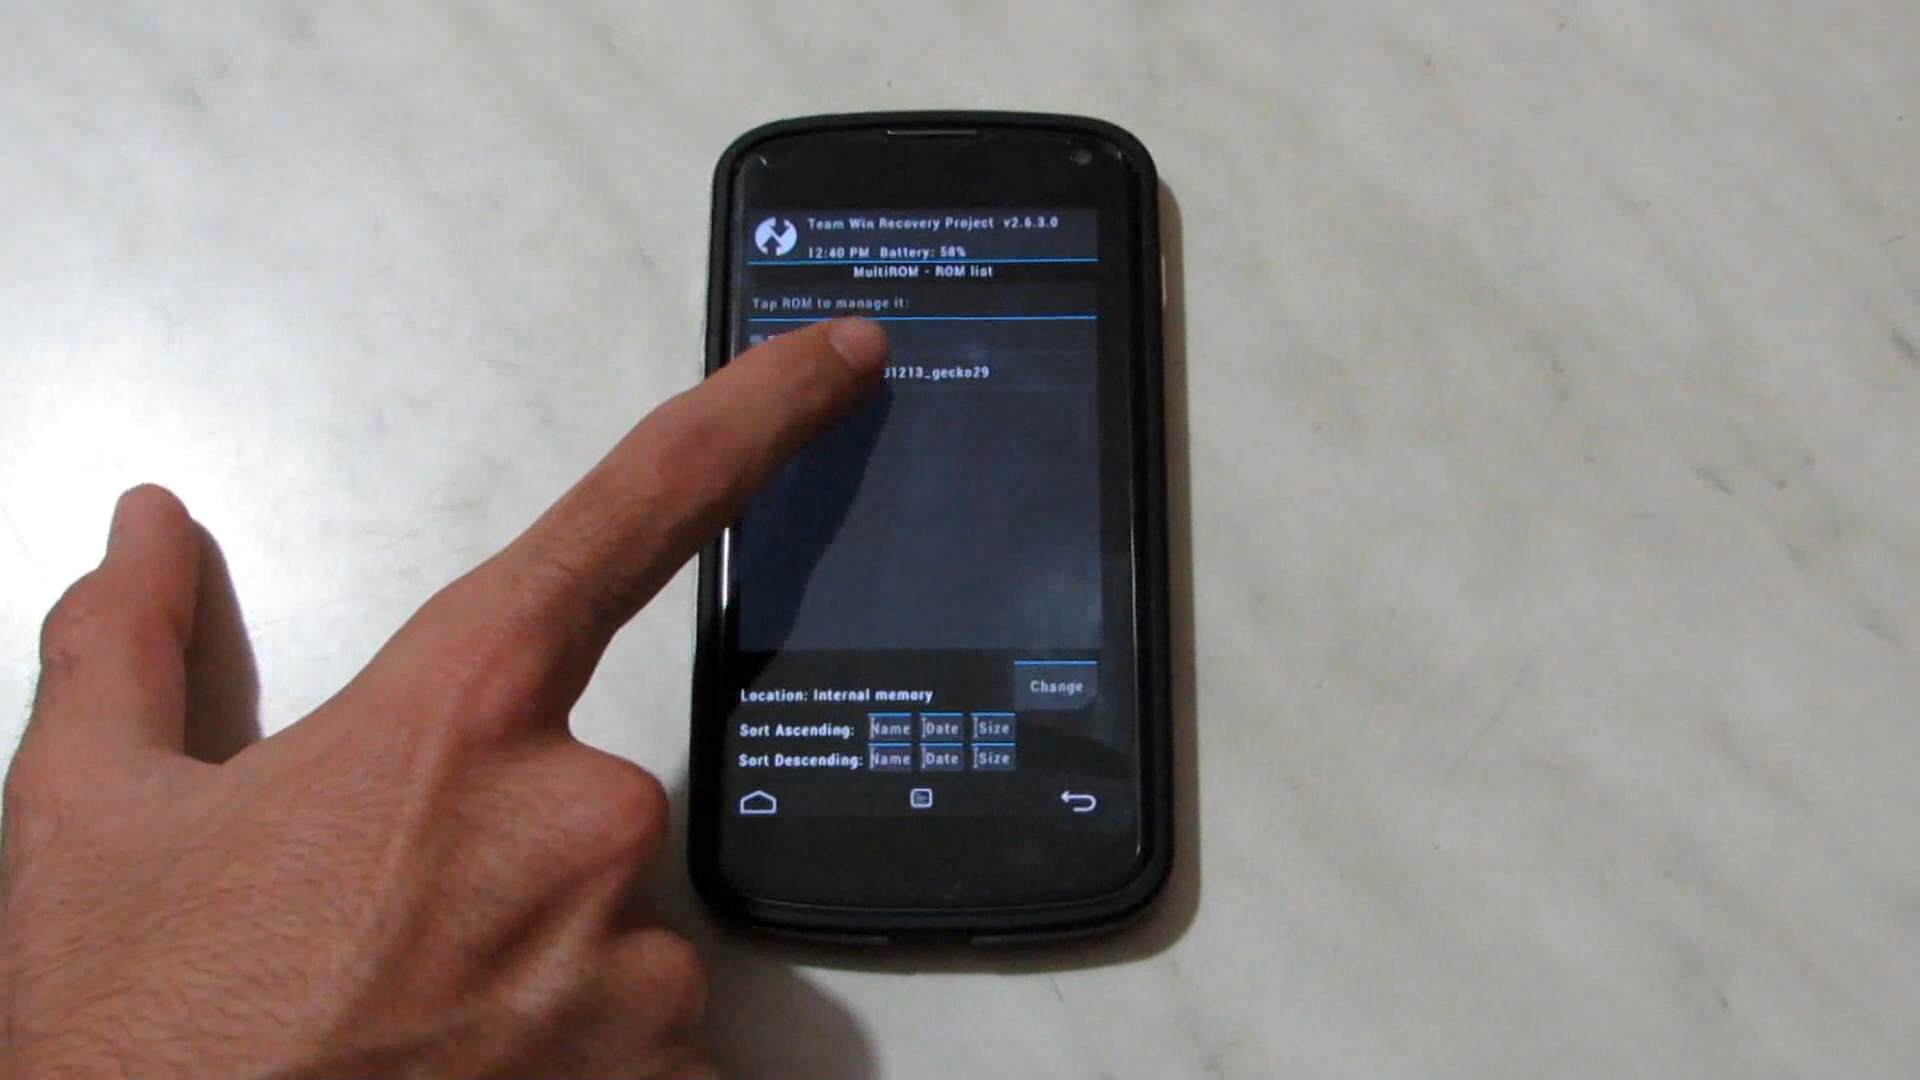 Team Win Recovery Project v2.6.3.0
12:40 PM Battery: 58%
MultiROM - ROM list
Tap ROM to manage it:
31213_gecko29
Location: Internal memory
Change
Sort Ascending: Name Date Size
Sort Descending: Name Date Size